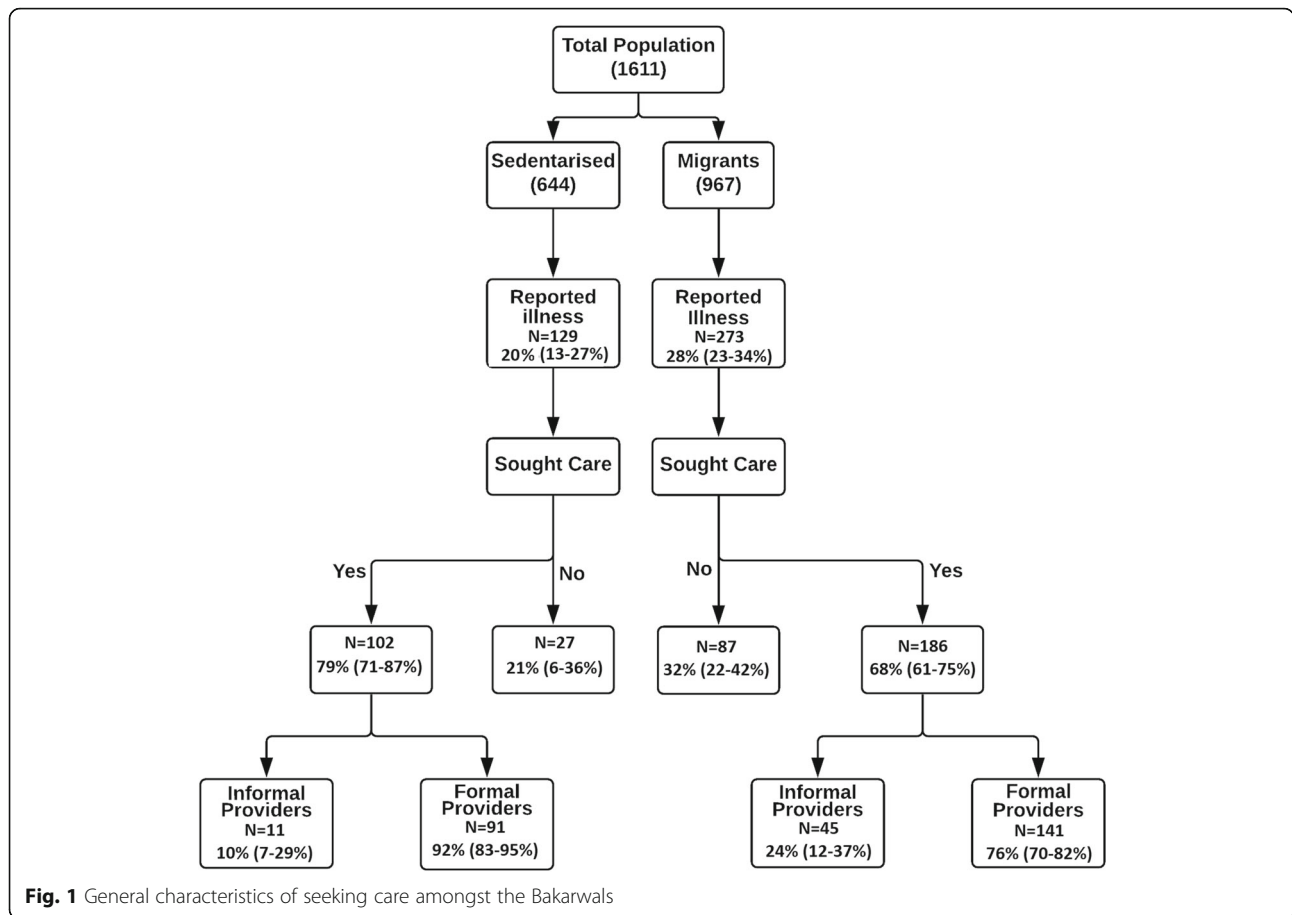 Total Population
(1611)
Sedentarised
(644)
Migrants
(967)
Reported
illness
N=129
20% (13-27%)
Reported
Illness
N=273
28% (23-34%)
Sought Care
Sought Care
Yes
No
No
Yes
N=102
79% (71-87%)
N=27
21% (6-36%)
N=87
32% (22-42%)
N=186
68% (61-75%)
Informal
Providers
N=11
10% (7-29%)
Formal
Providers
N=91
92% (83-95%)
Informal
Providers
N=45
24% (12-37%)
Formal
Providers
N=141
76% (70-82%)
Fig. 1 General characteristics of seeking care amongst the Bakarwals